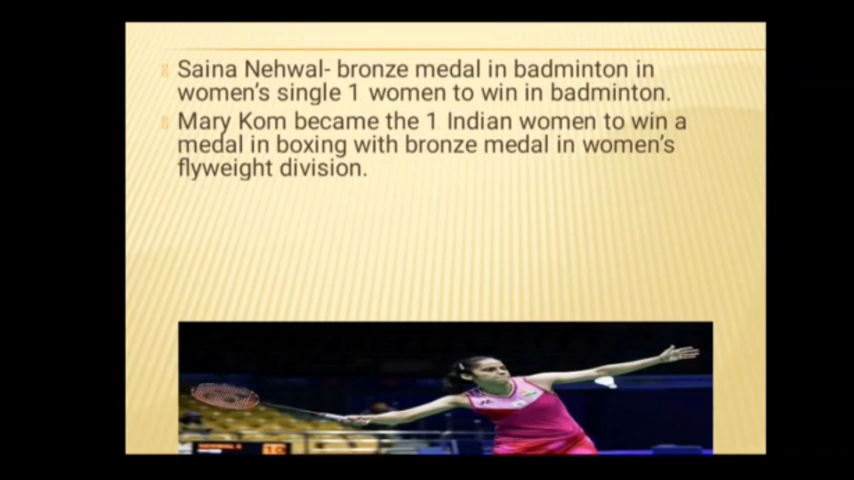 Saina Nehwal- bronze medal in badminton in
women's single 1 women to win in badminton.
Mary Kom became the 1 Indian women to win a
medal in boxing with bronze medal in women's
flyweight division.